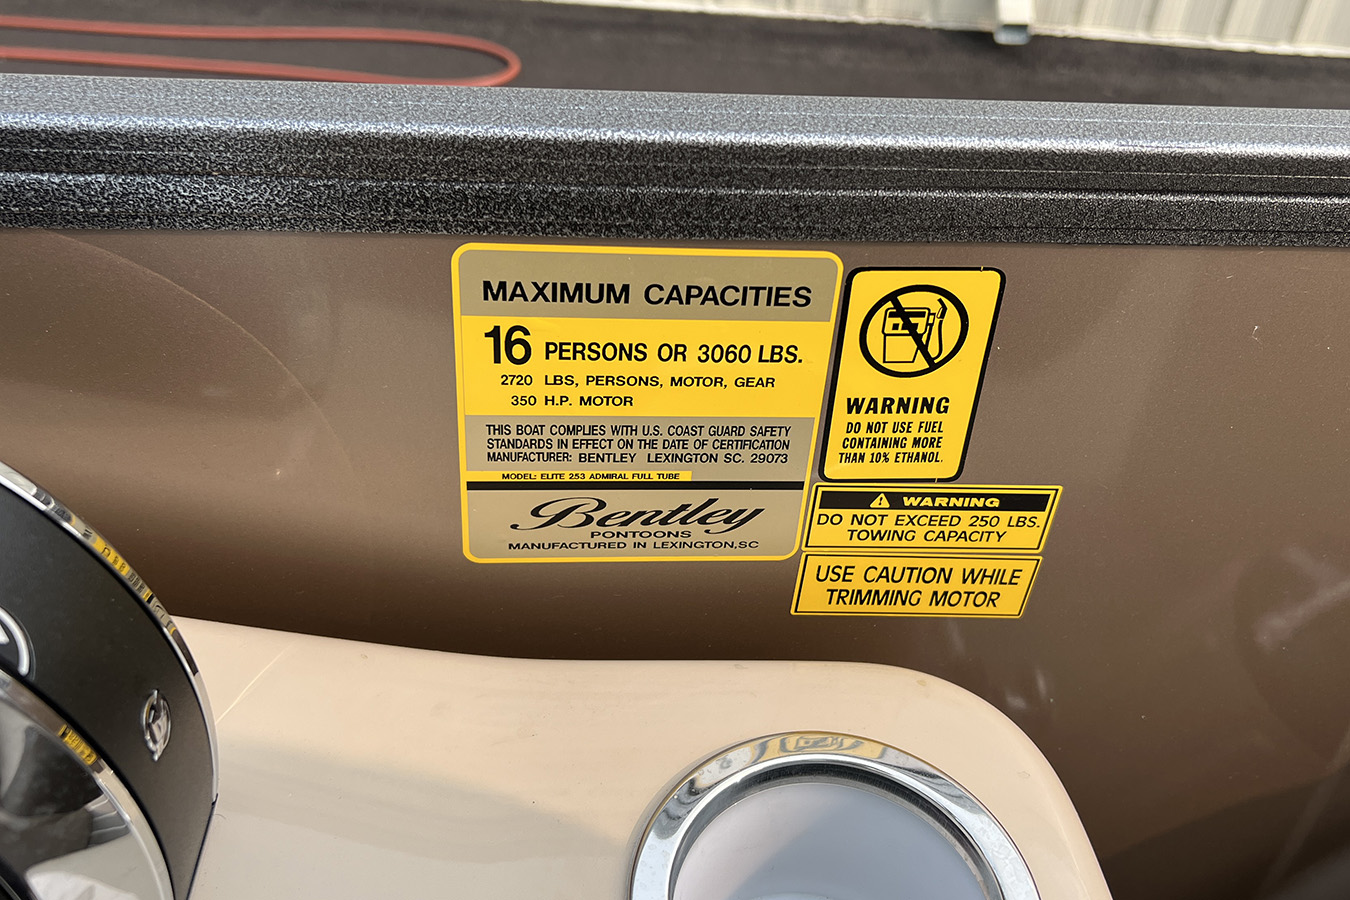 MAXIMUM CAPACITIES
16 PERSONS OR 3060 LBS.
2720 LBS, PERSONS, MOTOR, GEAR
350 H.P. MOTOR
THIS BOAT COMPLIES WITH U.S. COAST GUARD SAFETY
STANDARDS IN EFFECT ON THE DATE OF CERTIFICATION
MANUFACTURER: BENTLEY LEXINGTON SC. 29073
MODEL: ELITE 253 ADMIRAL FULL TUBE
Bentley
PONTOONS
MANUFACTURED IN LEXINGTON,SC
WARNING
DO NOT USE FUEL
CONTAINING MORE
THAN 10% ETHANOL.
WARNING
DO NOT EXCEED 250 LBS.
TOWING CAPACITY
USE CAUTION WHILE
TRIMMING MOTOR